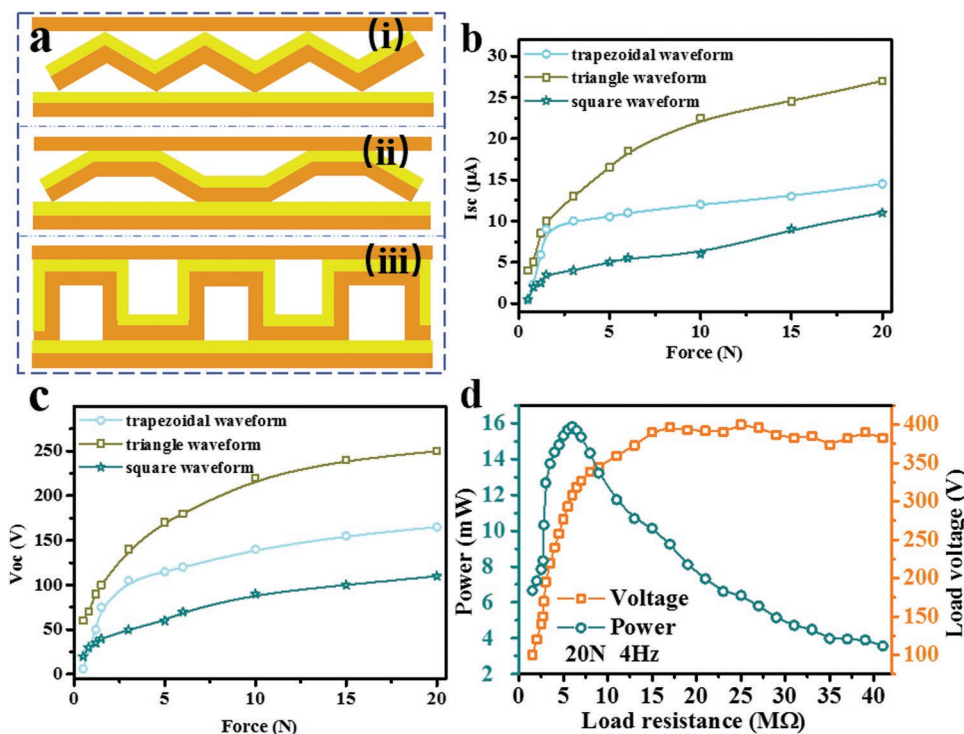 a
(i)
(ii)
(iii)
b
trapezoidal waveform
triangle waveform
square waveform
35
30
25
20
15
10
5
0
Isc (μA)
0 5 10 15 20
Force (N)
c
trapezoidal waveform
triangle waveform
square waveform
250
200
150
100
50
0
Voc (V)
0 5 10 15 20
Force (N)
d
16
14
12
10
8
6
4
2
Power (mW)
400
300
200
100
Load voltage (V)
Voltage
Power
20N 4Hz
0 5 10 15 20 25 30 35 40
Load resistance (MΩ)